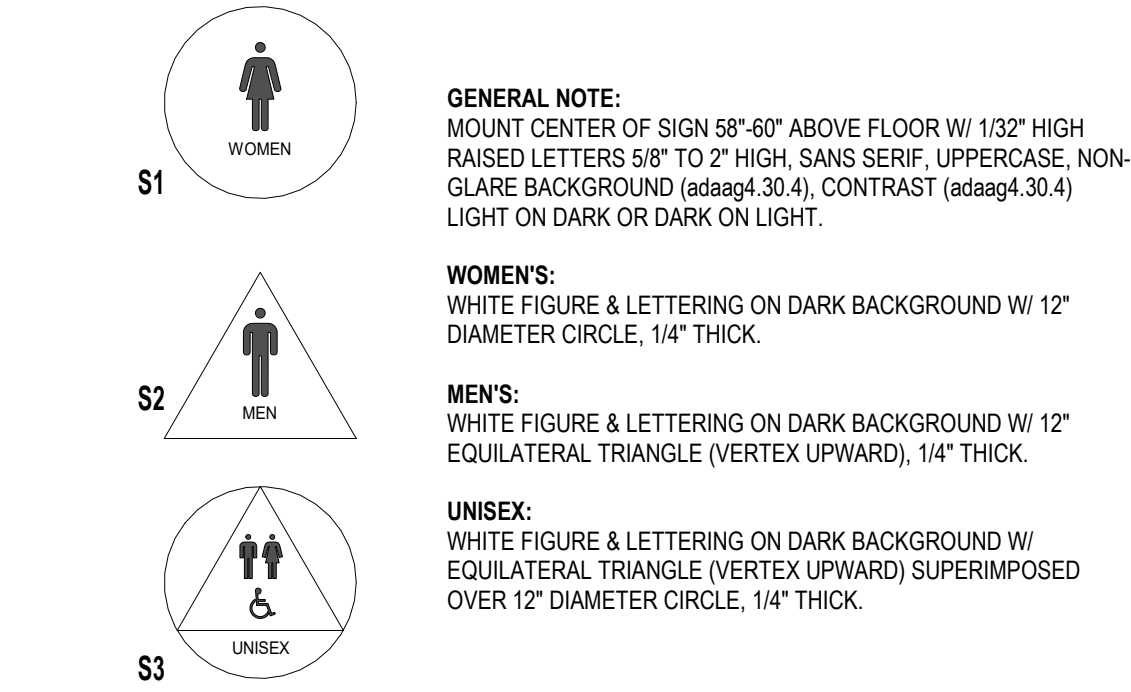 WOMEN
S1
GENERAL NOTE:
MOUNT CENTER OF SIGN 58"-60" ABOVE FLOOR W/ 1/32" HIGH
RAISED LETTERS 5/8" TO 2" HIGH, SANS SERIF, UPPERCASE, NON-
GLARE BACKGROUND (adaag4.30.4), CONTRAST (adaag4.30.4)
LIGHT ON DARK OR DARK ON LIGHT.
WOMEN'S:
WHITE FIGURE & LETTERING ON DARK BACKGROUND W/ 12"
DIAMETER CIRCLE, 1/4" THICK.
S2
MEN
MEN'S:
WHITE FIGURE & LETTERING ON DARK BACKGROUND W/ 12"
EQUILATERAL TRIANGLE (VERTEX UPWARD), 1/4" THICK.
UNISEX:
WHITE FIGURE & LETTERING ON DARK BACKGROUND W/
EQUILATERAL TRIANGLE (VERTEX UPWARD) SUPERIMPOSED
OVER 12" DIAMETER CIRCLE, 1/4" THICK.
UNISEX
S3